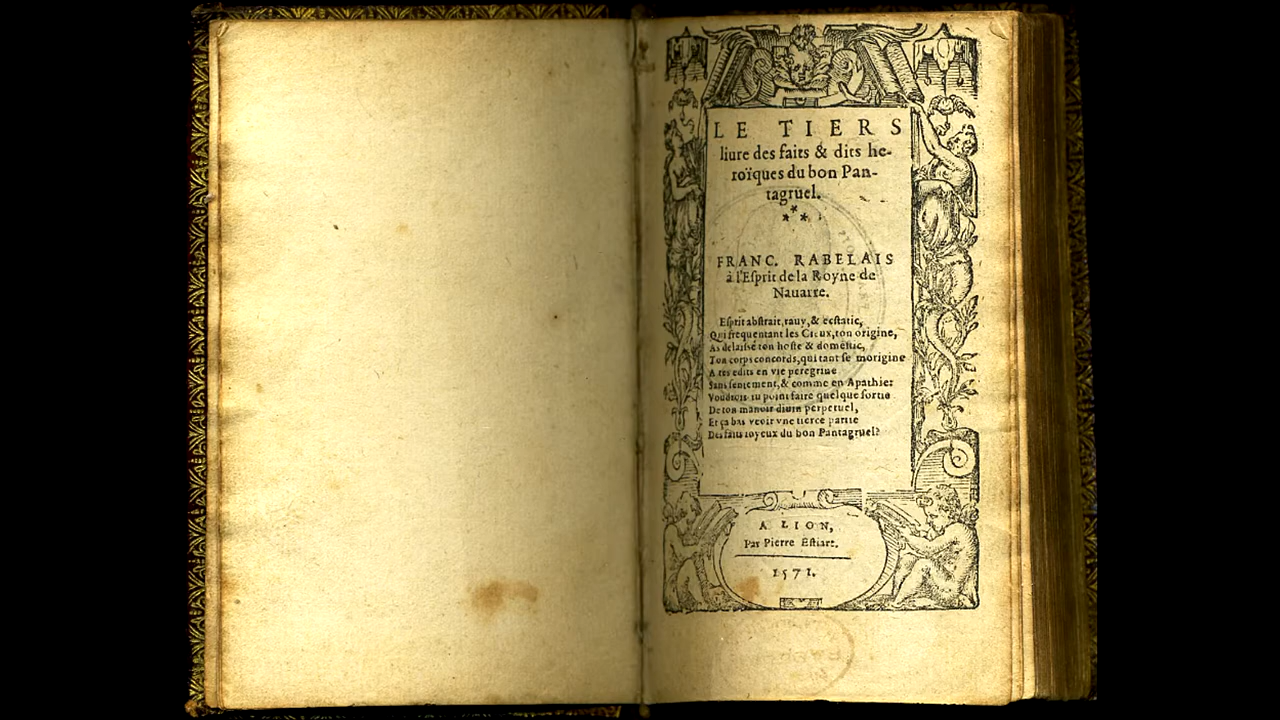 LE TIERS
liure des faits & dits he-
roïques du bon Pan-
tagruel.
FRANC. RABELAIS
à l'Esprit de la Royne de
Nauarre.
Esprit abstrait, rauy, & ecstatic,
Qui frequentant les Cieux, ton origine,
As delaissé ton hoste & domestic,
Ton corps concords, qui tant se morigine
A tes edits en vie peregrine
Sans sentement, & comme en Apathie:
Voudrois tu point faire quelque sortie
De ton manoir diuin perpetuel,
Et ça bas veoir vne tierce partie
Des faits ioyeux du bon Pantagruel?
A LION,
Par Pierre Estiart.
1571.